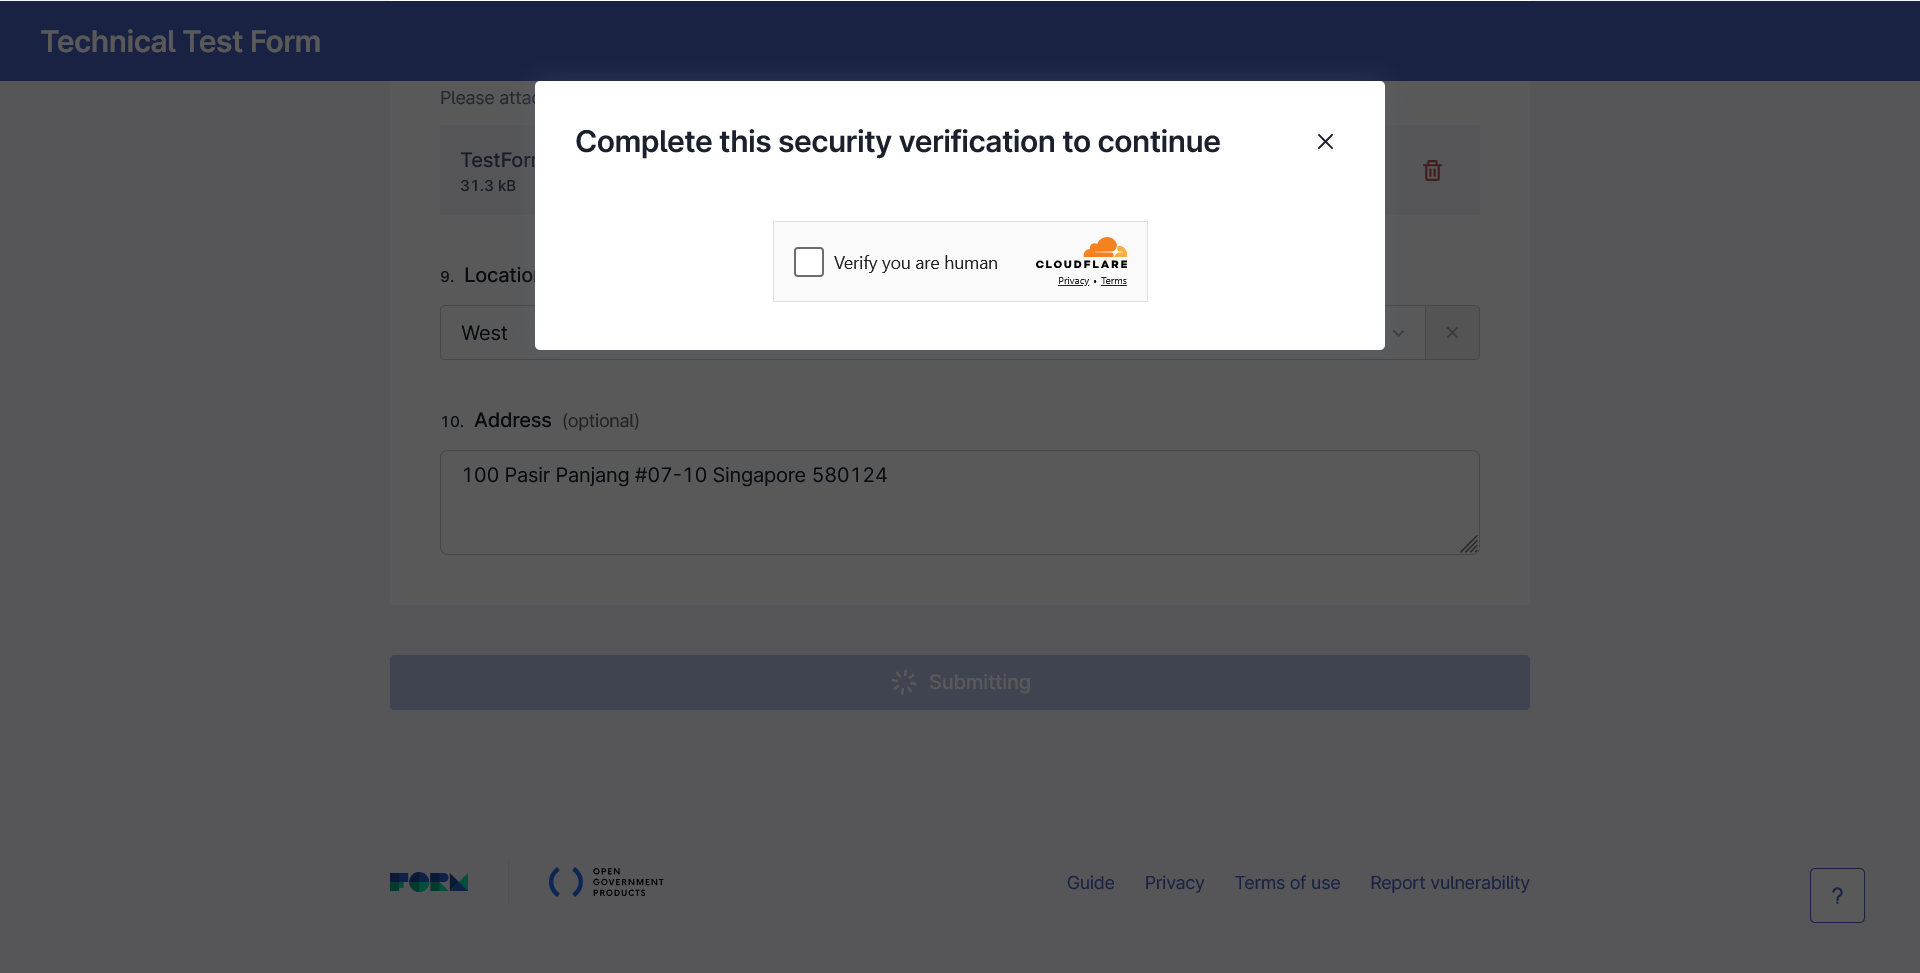 Technical Test Form
Please attac
Complete this security verification to continue
TestForm
31.3 kB
Verify you are human
CLOUDFLARE
Privacy • Terms
9. Location
West
10. Address (optional)
100 Pasir Panjang #07-10 Singapore 580124
Submitting
FORM
OPEN
GOVERNMENT
PRODUCTS
Guide Privacy Terms of use Report vulnerability
?